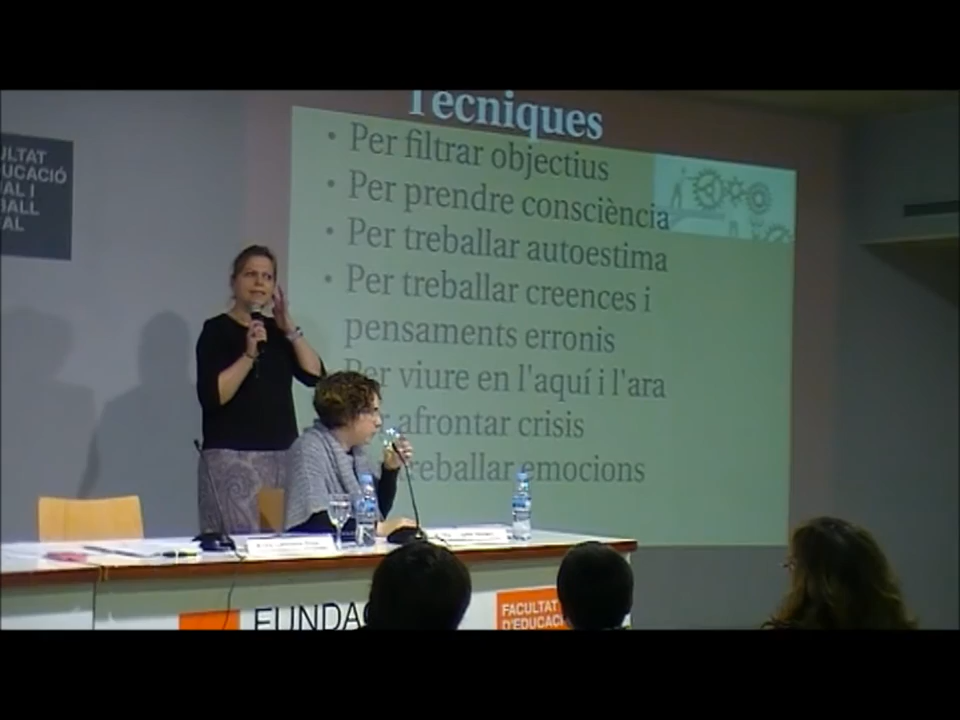 Tècniques
• Per filtrar objectius
• Per prendre consciència
• Per treballar autoestima
• Per treballar creences i
pensaments erronis
Per viure en l'aquí i l'ara
afrontar crisis
treballar emocions
ULTAT
UCACIÓ
IAL I
BALL
AL
FUNDAC
FACULTAT
D'EDUCACI